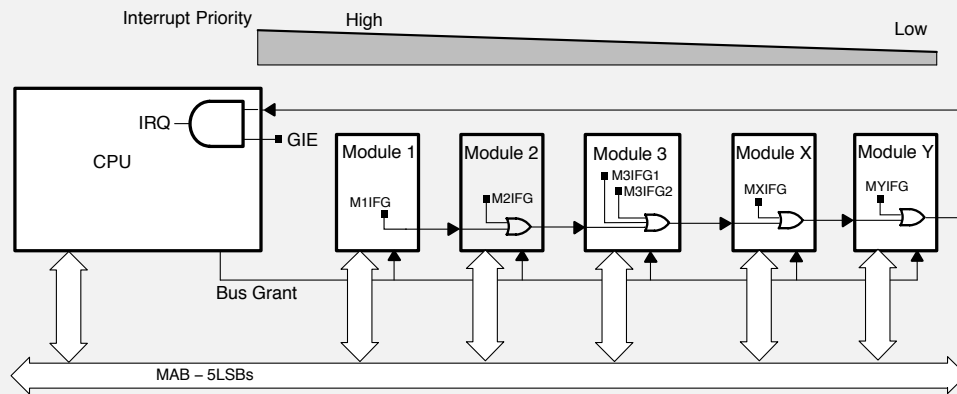 Interrupt Priority
High
Low
IRQ
GIE
CPU
Module 1
Module 2
Module 3
Module X
Module Y
M1IFG
M2IFG
M3IFG1
M3IFG2
MXIFG
MYIFG
Bus Grant
MAB – 5LSBs